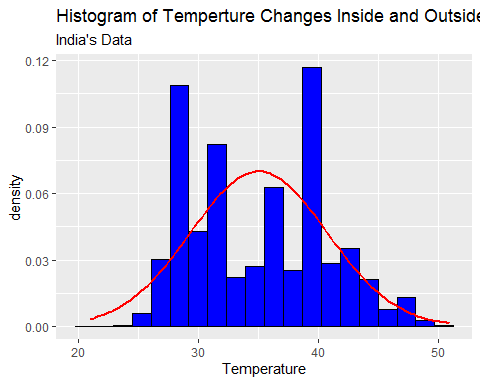 Histogram of Temperture Changes Inside and Outside
India's Data
0.12
0.09
0.06
0.03
0.00
density
20 30 40 50
Temperature